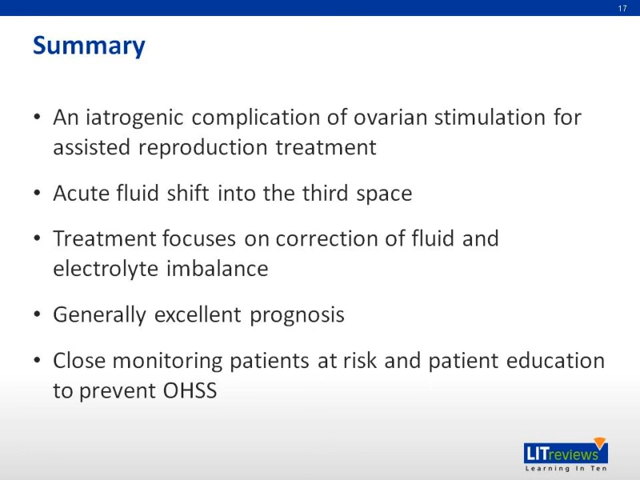 17
Summary
• An iatrogenic complication of ovarian stimulation for
assisted reproduction treatment
• Acute fluid shift into the third space
• Treatment focuses on correction of fluid and
electrolyte imbalance
• Generally excellent prognosis
• Close monitoring patients at risk and patient education
to prevent OHSS
LITreviews
Learning In Ten